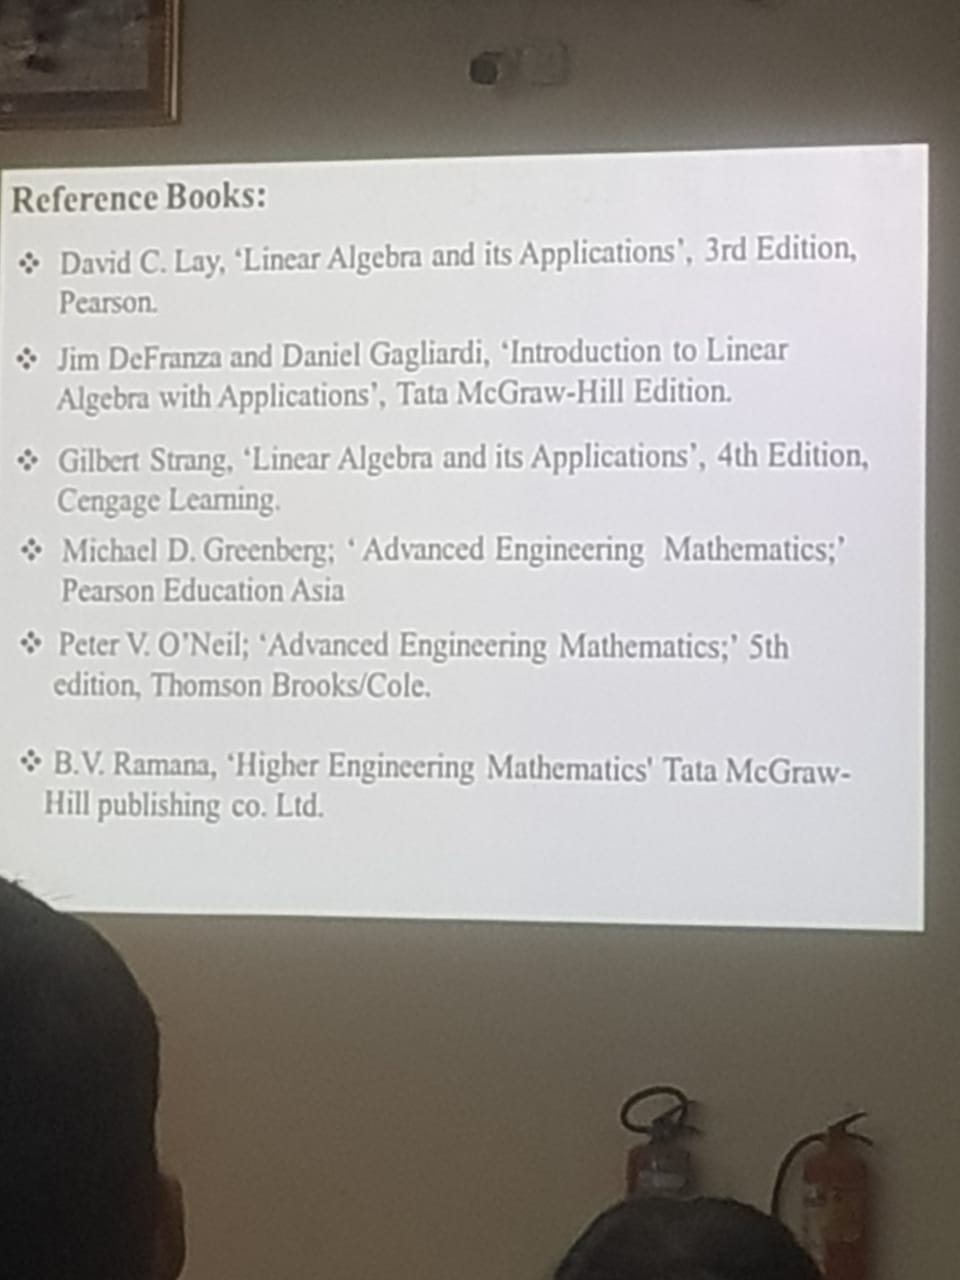 Reference Books:
❖ David C. Lay, ‘Linear Algebra and its Applications’, 3rd Edition,
Pearson.
❖ Jim DeFranza and Daniel Gagliardi, ‘Introduction to Linear
Algebra with Applications’, Tata McGraw-Hill Edition.
❖ Gilbert Strang, ‘Linear Algebra and its Applications’, 4th Edition,
Cengage Learning.
❖ Michael D. Greenberg; ‘ Advanced Engineering Mathematics;’
Pearson Education Asia
❖ Peter V. O’Neil; ‘Advanced Engineering Mathematics;’ 5th
edition, Thomson Brooks/Cole.
❖ B.V. Ramana, ‘Higher Engineering Mathematics' Tata McGraw-
Hill publishing co. Ltd.